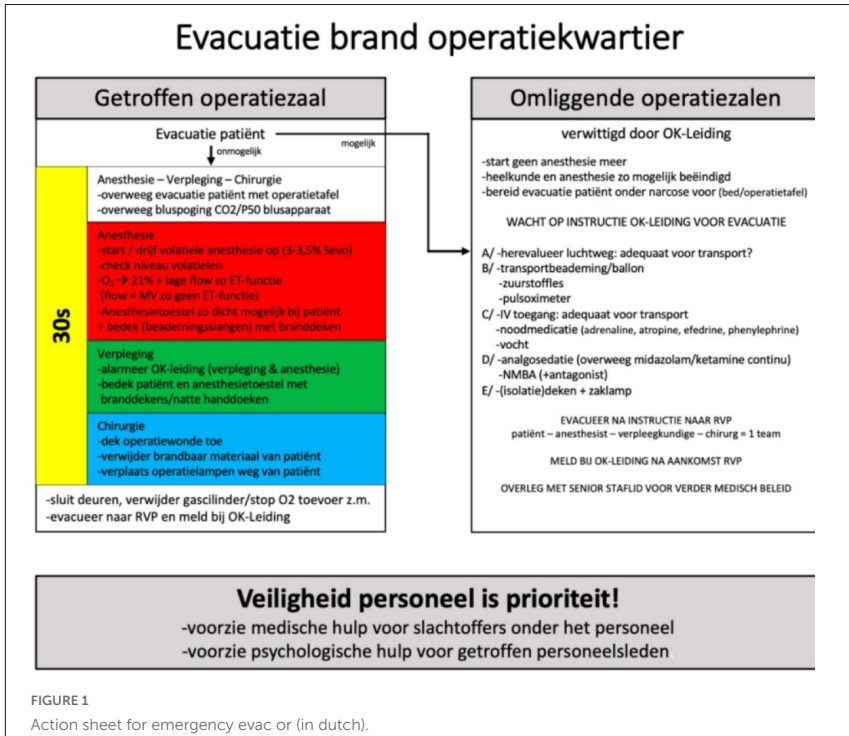 Evacuatie brand operatiekwartier
Getroffen operatiezaal
Evacuatie patiënt
mogelijk
onmogelijk
30s
Anesthesie – Verpleging – Chirurgie
-overweeg evacuatie patiënt met operatietafel
-overweeg bluspoging CO2/P50 blusapparaat
Anesthesie
-start / drijf volatiele anesthesie op (3-3,5% Sevo)
-check niveau volatielen
-O₂ → 21% + lage flow zo ET-functie
(flow = MV zo geen ET-functie)
-Anesthesietoestel zo dicht mogelijk bij patiënt
+ bedek (beademingsslangen) met branddeken
Verpleging
-alarmeer OK-leiding (verpleging & anesthesie)
-bedek patiënt en anesthesietoestel met
branddekens/natte handdoeken
Chirurgie
-dek operatiewonde toe
-verwijder brandbaar materiaal van patiënt
-verplaats operatielampen weg van patiënt
-sluit deuren, verwijder gascilinder/stop O2 toevoer z.m.
-evacueer naar RVP en meld bij OK-Leiding
Omliggende operatiezalen
verwittigd door OK-Leiding
-start geen anesthesie meer
-heelkunde en anesthesie zo mogelijk beëindigd
-bereid evacuatie patiënt onder narcose voor (bed/operatietafel)
WACHT OP INSTRUCTIE OK-LEIDING VOOR EVACUATIE
A/ -herevalueer luchtweg: adequaat voor transport?
B/ -transportbeademing/ballon
-zuurstoffles
-pulsoximeter
C/ -IV toegang: adequaat voor transport
-noodmedicatie (adrenaline, atropine, efedrine, phenylephrine)
-vocht
D/ -analgosedatie (overweeg midazolam/ketamine continu)
-NMBA (+antagonist)
E/ -(isolatie)deken + zaklamp
EVACUEER NA INSTRUCTIE NAAR RVP
patiënt – anesthesist – verpleegkundige – chirurg = 1 team
MELD BIJ OK-LEIDING NA AANKOMST RVP
OVERLEG MET SENIOR STAFLID VOOR VERDER MEDISCH BELEID
Veiligheid personeel is prioriteit!
-voorzie medische hulp voor slachtoffers onder het personeel
-voorzie psychologische hulp voor getroffen personeelsleden
FIGURE 1
Action sheet for emergency evac or (in dutch).